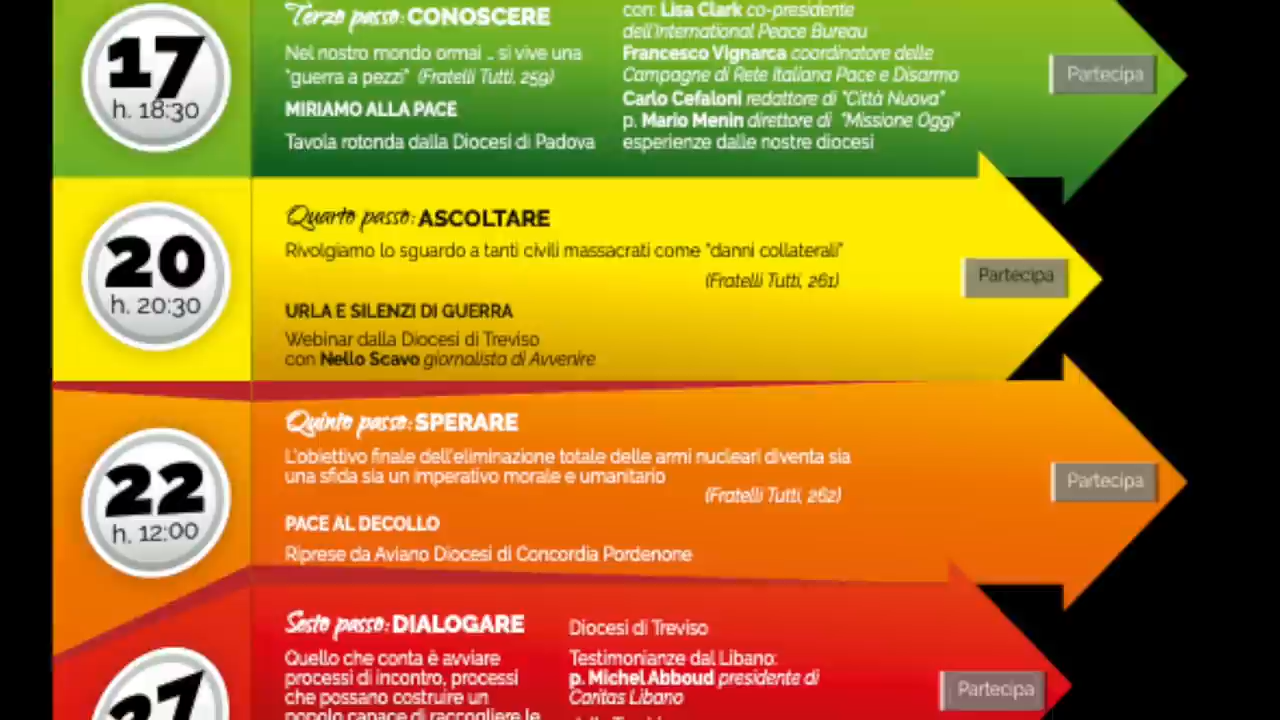 17
h. 18:30
Terzo passo: CONOSCERE
Nel nostro mondo ormai .. si vive una
"guerra a pezzi" (Fratelli Tutti, 259)
MIRIAMO ALLA PACE
Tavola rotonda dalla Diocesi di Padova
con: Lisa Clark co-presidente
dell'International Peace Bureau
Francesco Vignarca coordinatore delle
Campagne di Rete Italiana Pace e Disarmo
Carlo Cefaloni redattore di "Città Nuova"
p. Mario Menin direttore di "Missione Oggi"
esperienze dalle nostre diocesi
Partecipa
20
h. 20:30
Quarto passo: ASCOLTARE
Rivolgiamo lo sguardo a tanti civili massacrati come "danni collaterali"
(Fratelli Tutti, 261)
URLA E SILENZI DI GUERRA
Webinar dalla Diocesi di Treviso
con Nello Scavo giornalista di Avvenire
Partecipa
22
h. 12:00
Quinto passo: SPERARE
L'obiettivo finale dell'eliminazione totale delle armi nucleari diventa sia
una sfida sia un imperativo morale e umanitario
(Fratelli Tutti, 262)
PACE AL DECOLLO
Riprese da Aviano Diocesi di Concordia Pordenone
Partecipa
27
Sesto passo: DIALOGARE
Quello che conta è avviare
processi di incontro, processi
che possano costruire un
popolo capace di raccogliere le
Diocesi di Treviso
Testimonianze dal Libano:
p. Michel Abboud presidente di
Caritas Libano
Partecipa